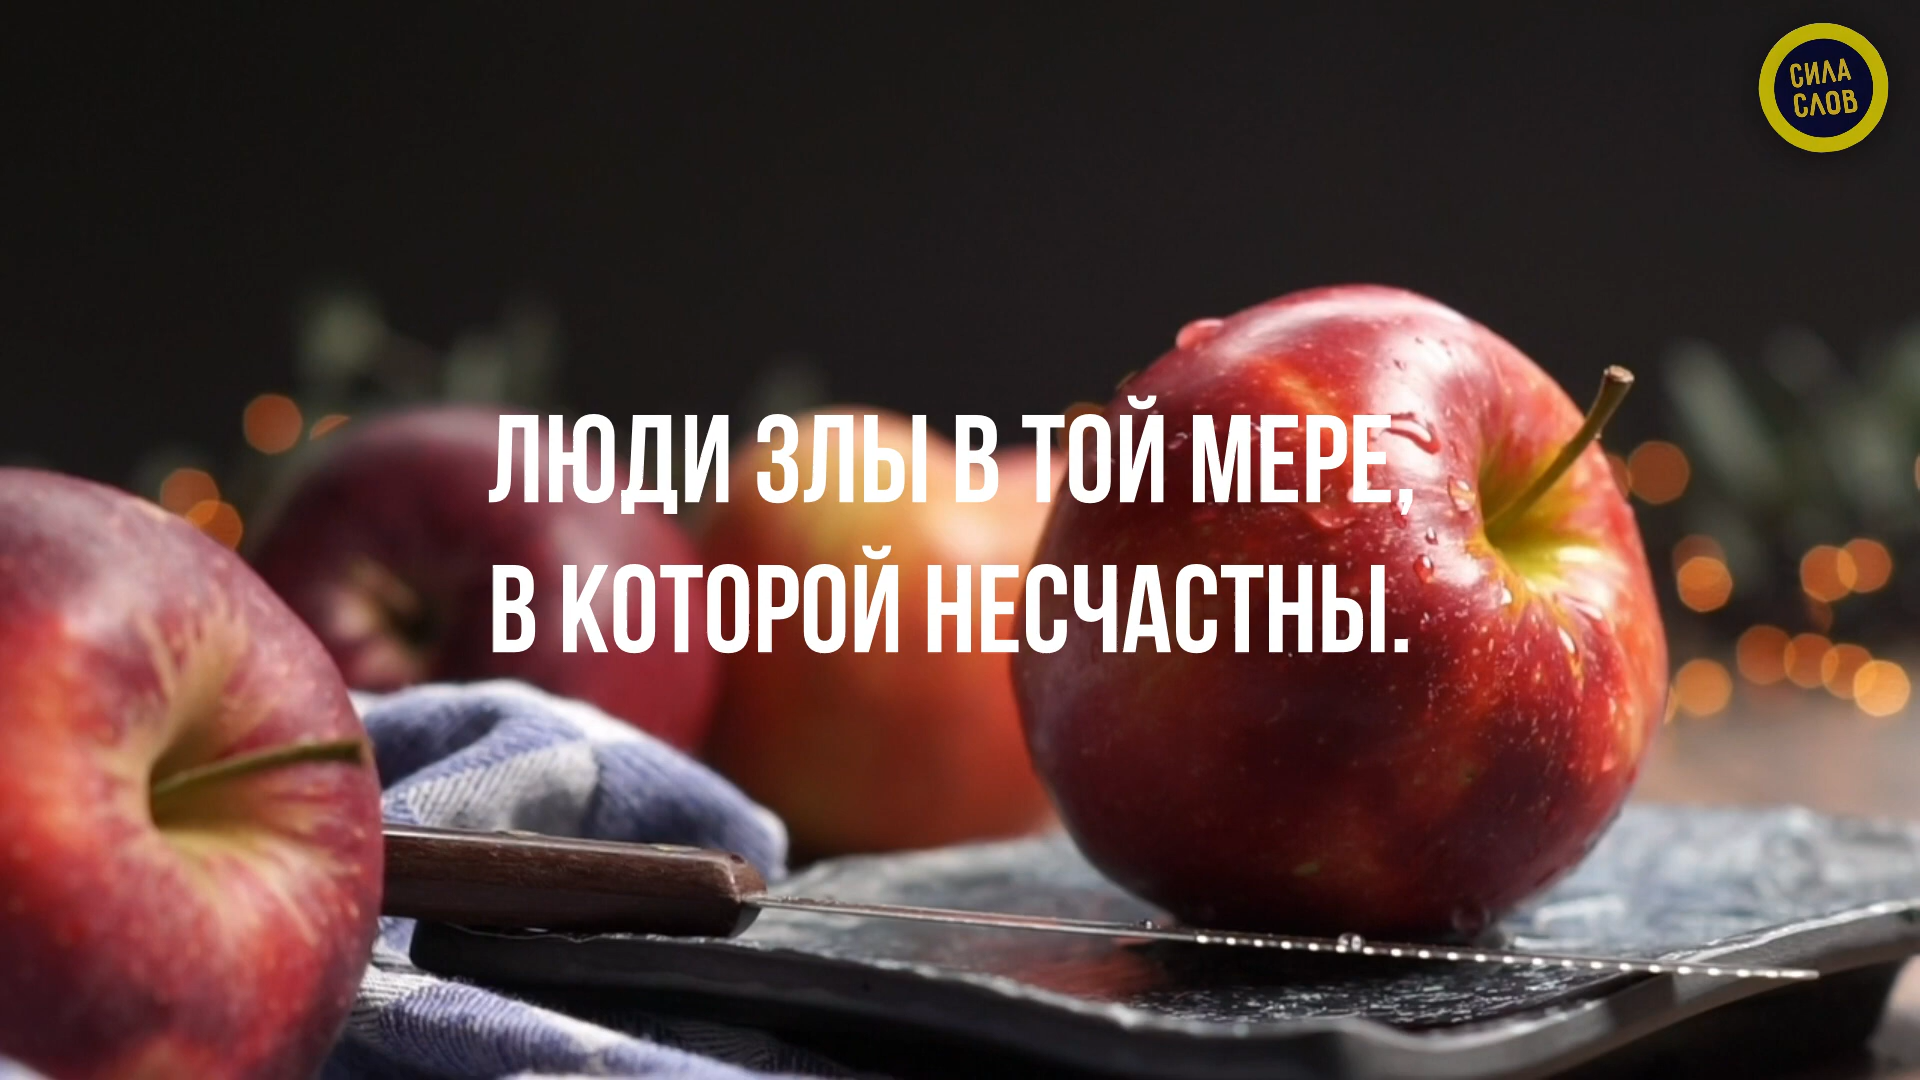 СИЛА
СЛОВ
ЛЮДИ ЗЛЫ В ТОЙ МЕРЕ,
В КОТОРОЙ НЕСЧАСТНЫ.